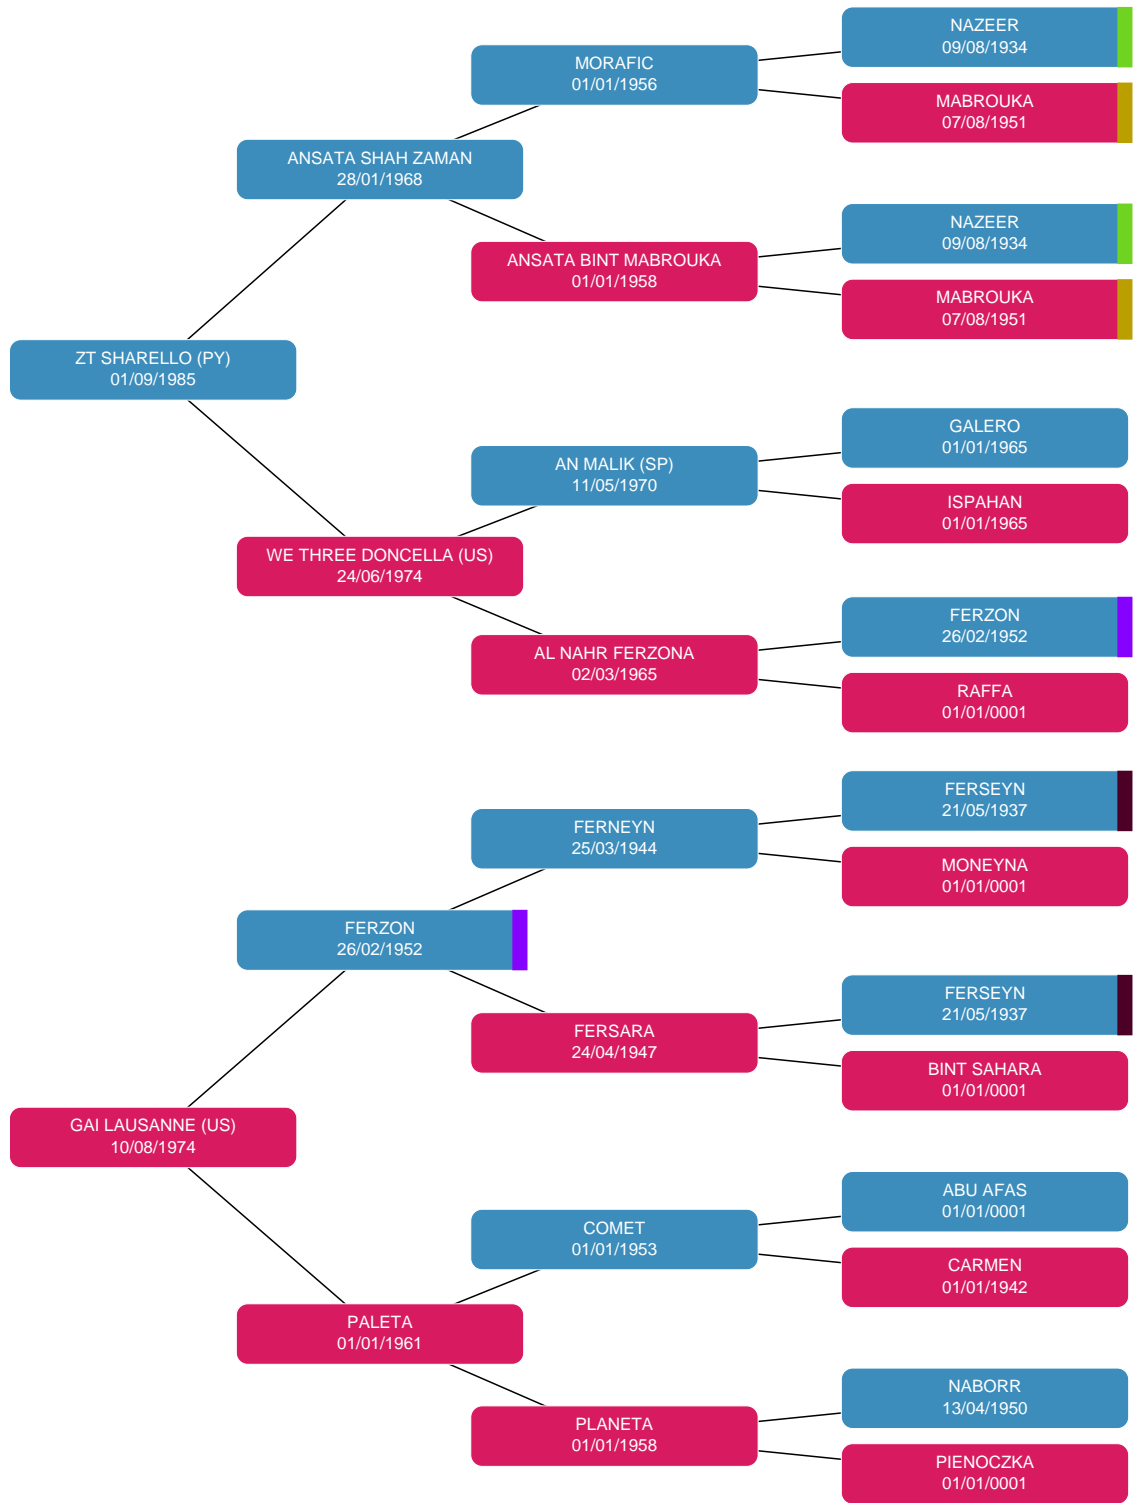 NAZEER
09/08/1934
MORAFIC
01/01/1956
MABROUKA
07/08/1951
ANSATA SHAH ZAMAN
28/01/1968
NAZEER
09/08/1934
ANSATA BINT MABROUKA
01/01/1958
MABROUKA
07/08/1951
ZT SHARELLO (PY)
01/09/1985
GALERO
01/01/1965
AN MALIK (SP)
11/05/1970
ISPAHAN
01/01/1965
WE THREE DONCELLA (US)
24/06/1974
FERZON
26/02/1952
AL NAHR FERZONA
02/03/1965
RAFFA
01/01/0001
FERSEYN
21/05/1937
FERNEYN
25/03/1944
MONEYNA
01/01/0001
FERZON
26/02/1952
FERSEYN
21/05/1937
FERSARA
24/04/1947
BINT SAHARA
01/01/0001
GAI LAUSANNE (US)
10/08/1974
ABU AFAS
01/01/0001
COMET
01/01/1953
CARMEN
01/01/1942
PALETA
01/01/1961
NABORR
13/04/1950
PLANETA
01/01/1958
PIENOCZKA
01/01/0001